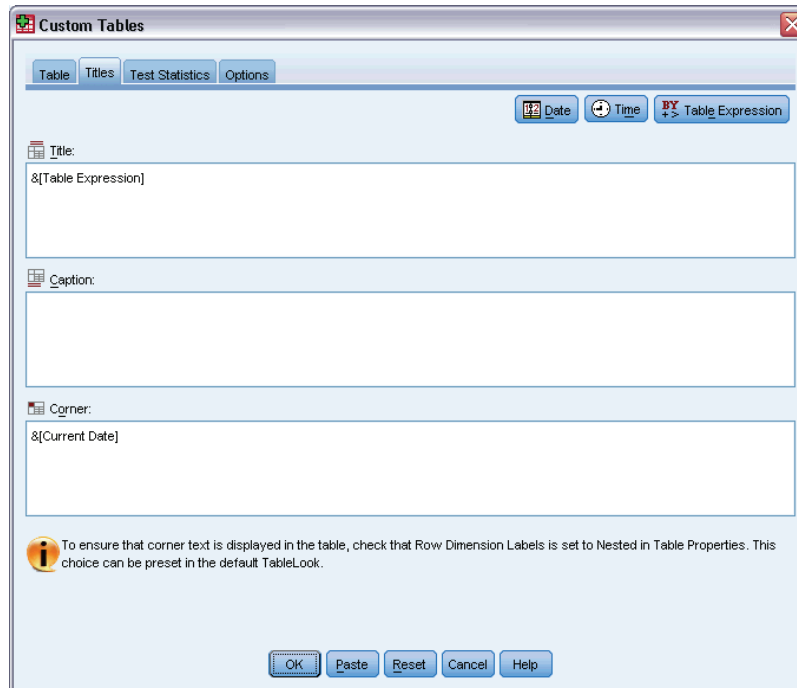 Custom Tables
Table Titles Test Statistics Options
Date Time BY +> Table Expression
Title:
&[Table Expression]
Caption:
Corner:
&[Current Date]
To ensure that corner text is displayed in the table, check that Row Dimension Labels is set to Nested in Table Properties. This
choice can be preset in the default TableLook.
OK Paste Reset Cancel Help